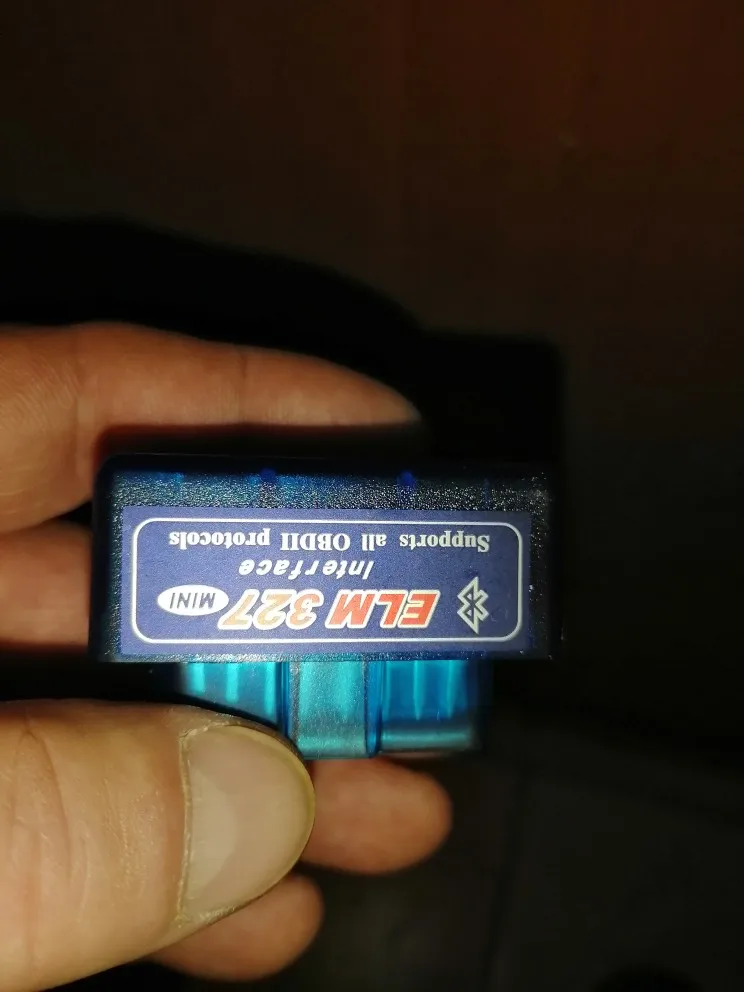 ELM 327 MINI
Interface
Supports all OBDII protocols